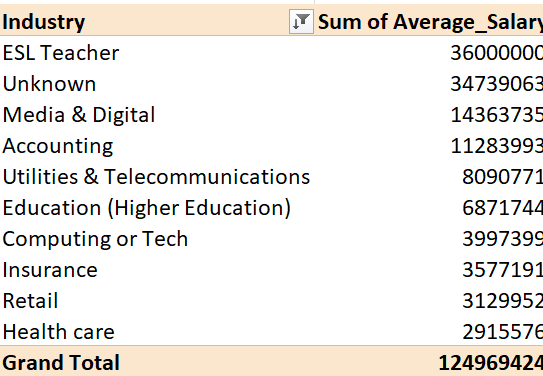 Industry Sum of Average_Salary
ESL Teacher 36000000
Unknown 34739063
Media & Digital 14363735
Accounting 11283993
Utilities & Telecommunications 8090771
Education (Higher Education) 6871744
Computing or Tech 3997399
Insurance 3577191
Retail 3129952
Health care 2915576
Grand Total 124969424